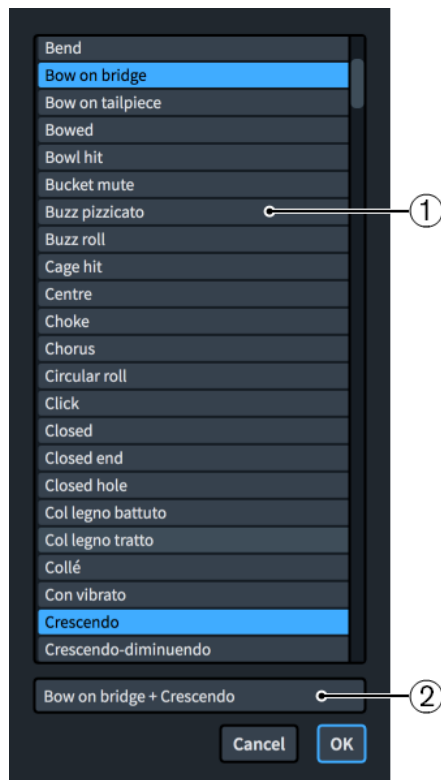 Bend
Bow on bridge
Bow on tailpiece
Bowed
Bowl hit
Bucket mute
Buzz pizzicato
1
Buzz roll
Cage hit
Centre
Choke
Chorus
Circular roll
Click
Closed
Closed end
Closed hole
Col legno battuto
Col legno tratto
Collé
Con vibrato
Crescendo
Crescendo-diminuendo
Bow on bridge + Crescendo
2
Cancel
OK